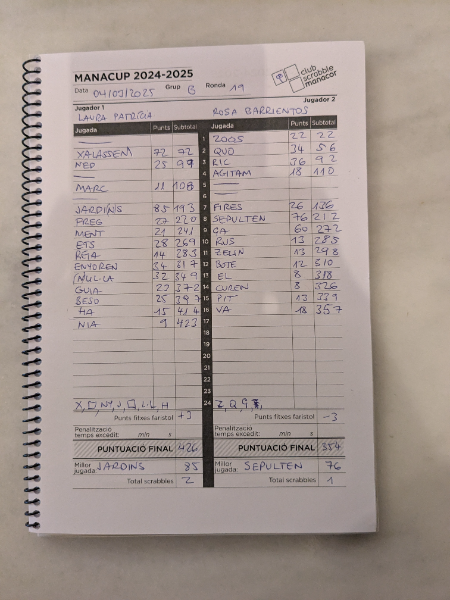 MANACUP 2024-2025
club scrabble manacor
Data 04/03/2025 Grup B Ronda 19
Jugador 1 Jugador 2
LAURA PATRÍCIA ROSA BARRIENTOS
Jugada Punts Subtotal Jugada Punts Subtotal
— 1 ZOOS 22 22
XALASSEM 72 72 2 QUO 34 56
NEO 25 97 3 RIC 36 92
— 4 AGITAM 18 110
MARC 11 108 5 —
6 —
JARDINS 85 193 7 FIRES 26 136
PREG 27 220 8 SEPULTEN 76 212
MENT 21 241 9 CA 60 272
ETS 28 269 10 RUS 13 285
REIA 14 283 11 13 298
ENYOREN 34 317 12 BOTE 12 310
32 349 13 EL 8 318
GUIA 23 372 14 CUREN 8 326
BESO 25 397 15 PIT 13 339
HA 15 16 VA 18 357
NIA 9 423 17
18
19
20
21
22
23
24
Punts fitxes faristol +3 Punts fitxes faristol -3
Penalització temps excedit: min s Penalització temps excedit: min s
PUNTUACIÓ FINAL 426 PUNTUACIÓ FINAL 354
Millor jugada: JARDINS 85 Millor jugada: SEPULTEN 76
Total scrabbles 2 Total scrabbles 1